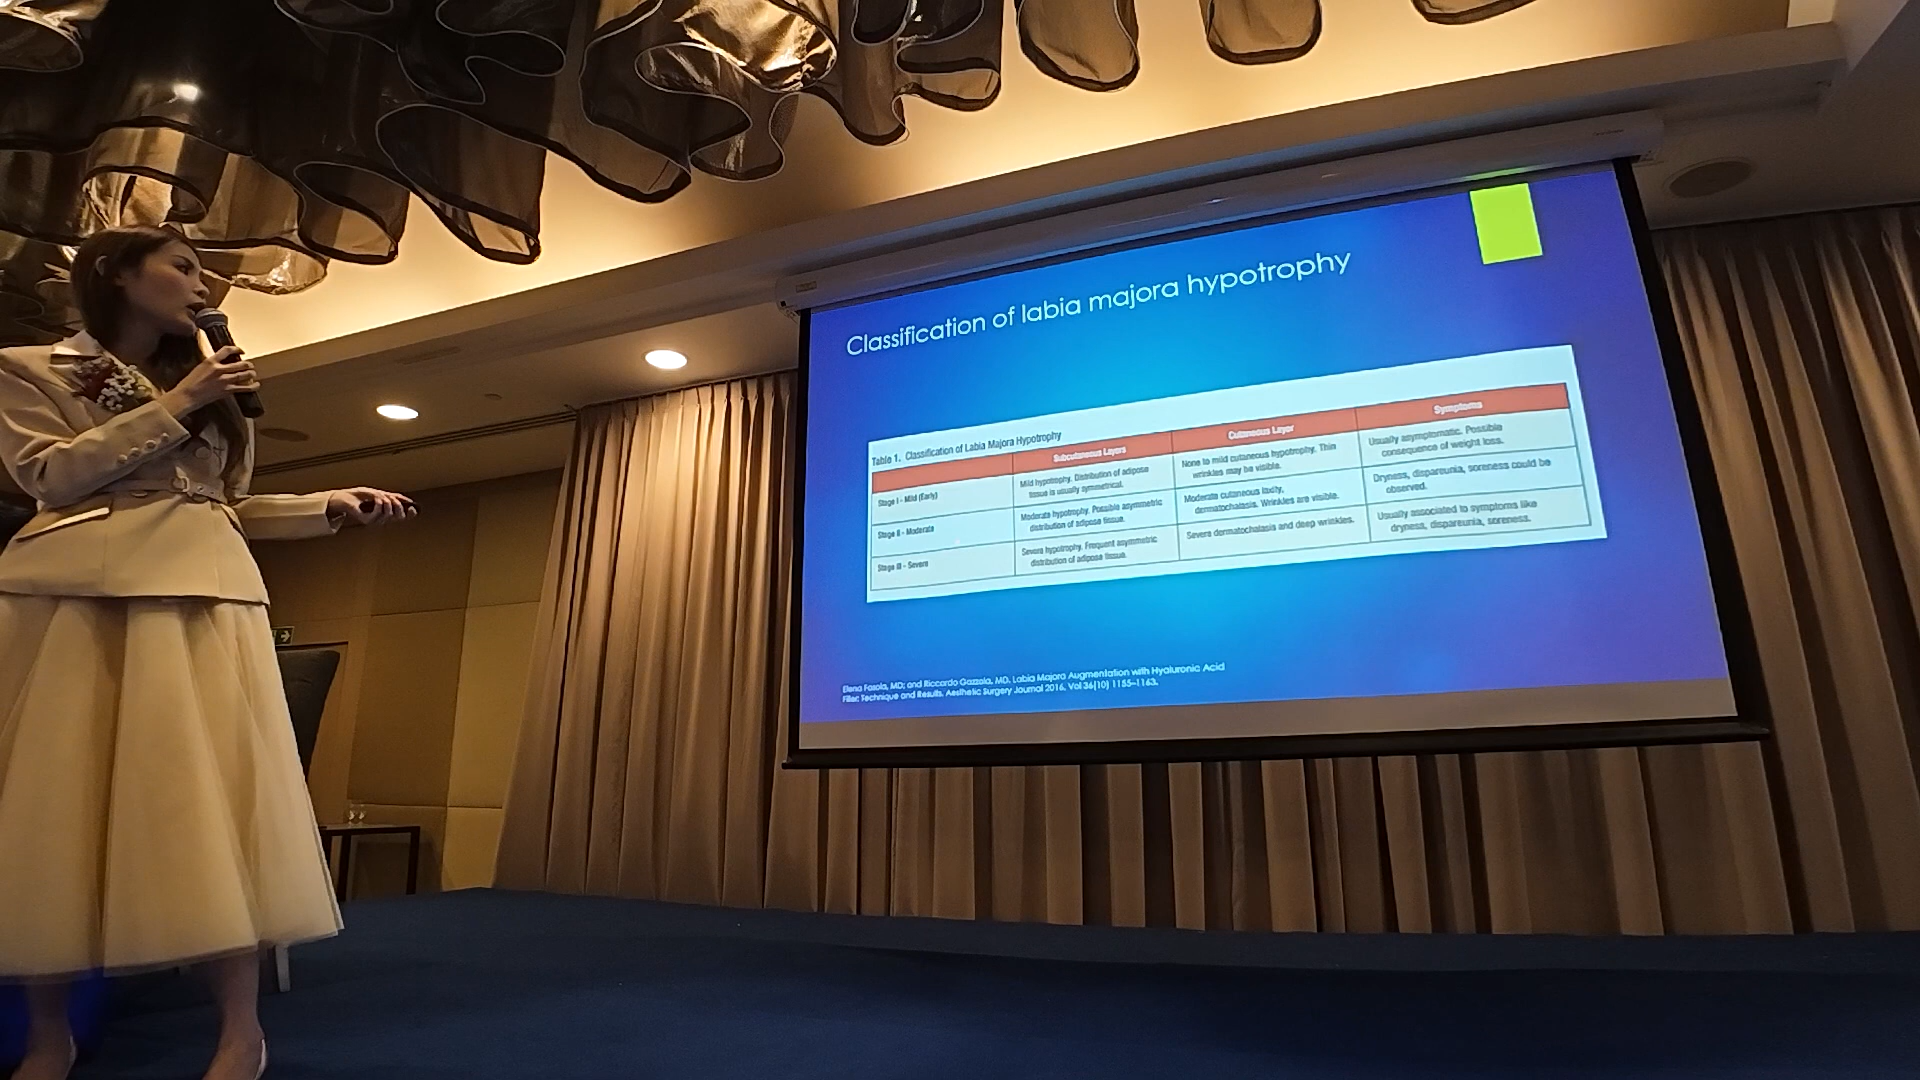 Classification of labia majora hypotrophy
Table 1. Classification of Labia Majora Hypotrophy
Subcutaneous Layers
Cutaneous Layer
Symptoms
Stage I - Mild (Early)
Mild hypotrophy. Distribution of adipose
tissue is usually symmetrical.
None to mild cutaneous hypotrophy. Thin
wrinkles may be visible.
Usually asymptomatic. Possible
consequence of weight loss.
Stage II - Moderate
Moderate hypotrophy. Possible asymmetric
distribution of adipose tissue.
Moderate cutaneous laxity,
dermatochalasis. Wrinkles are visible.
Dryness, dispareunia, soreness could be
observed.
Stage III - Severe
Severe hypotrophy. Frequent asymmetric
distribution of adipose tissue.
Severe dermatochalasis and deep wrinkles.
Usually associated to symptoms like
dryness, dispareunia, soreness.
Elena Fasola, MD; and Riccardo Gazzola, MD. Labia Majora Augmentation with Hyaluronic Acid
Filler: Technique and Results. Aesthetic Surgery Journal 2016, Vol 36(10) 1155–1163.